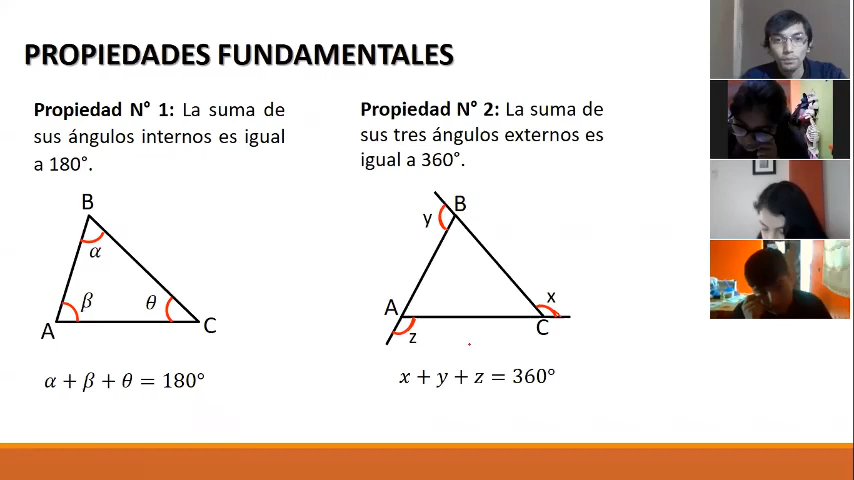 PROPIEDADES FUNDAMENTALES
Propiedad N° 1: La suma de
sus ángulos internos es igual
a 180°.
B
α
β
θ
A
C
α + β + θ = 180°
Propiedad N° 2: La suma de
sus tres ángulos externos es
igual a 360°.
B
y
A
x
z
C
x + y + z = 360°